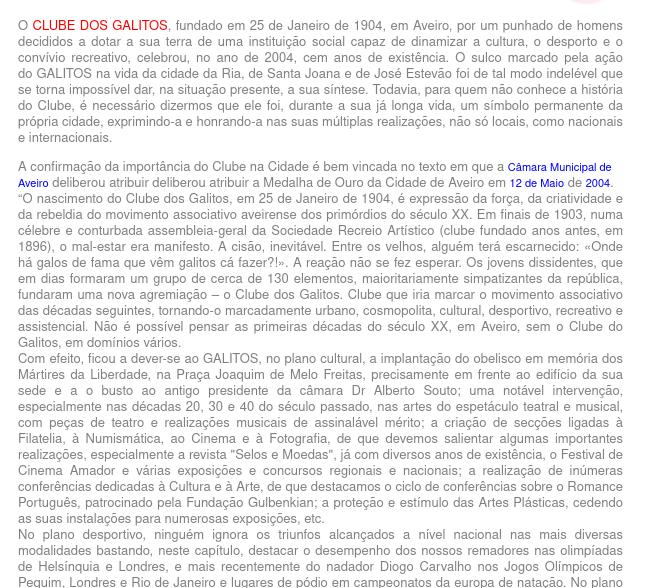 O CLUBE DOS GALITOS, fundado em 25 de Janeiro de 1904, em Aveiro, por um punhado de homens
decididos a dotar a sua terra de uma instituição social capaz de dinamizar a cultura, o desporto e o
convívio recreativo, celebrou, no ano de 2004, cem anos de existência. O sulco marcado pela ação
do GALITOS na vida da cidade da Ria, de Santa Joana e de José Estevão foi de tal modo indelével que
se torna impossível dar, na situação presente, a sua síntese. Todavia, para quem não conhece a história
do Clube, é necessário dizermos que ele foi, durante a sua já longa vida, um símbolo permanente da
própria cidade, exprimindo-a e honrando-a nas suas múltiplas realizações, não só locais, como nacionais
e internacionais.
A confirmação da importância do Clube na Cidade é bem vincada no texto em que a Câmara Municipal de
Aveiro deliberou atribuir deliberou atribuir a Medalha de Ouro da Cidade de Aveiro em 12 de Maio de 2004.
“O nascimento do Clube dos Galitos, em 25 de Janeiro de 1904, é expressão da força, da criatividade e
da rebeldia do movimento associativo aveirense dos primórdios do século XX. Em finais de 1903, numa
célebre e conturbada assembleia-geral da Sociedade Recreio Artístico (clube fundado anos antes, em
1896), o mal-estar era manifesto. A cisão, inevitável. Entre os velhos, alguém terá escarnecido: «Onde
há galos de fama que vêm galitos cá fazer?!». A reação não se fez esperar. Os jovens dissidentes, que
em dias formaram um grupo de cerca de 130 elementos, maioritariamente simpatizantes da república,
fundaram uma nova agremiação – o Clube dos Galitos. Clube que iria marcar o movimento associativo
das décadas seguintes, tornando-o marcadamente urbano, cosmopolita, cultural, desportivo, recreativo e
assistencial. Não é possível pensar as primeiras décadas do século XX, em Aveiro, sem o Clube do
Galitos, em domínios vários.
Com efeito, ficou a dever-se ao GALITOS, no plano cultural, a implantação do obelisco em memória dos
Mártires da Liberdade, na Praça Joaquim de Melo Freitas, precisamente em frente ao edifício da sua
sede e a o busto ao antigo presidente da câmara Dr Alberto Souto; uma notável intervenção,
especialmente nas décadas 20, 30 e 40 do século passado, nas artes do espetáculo teatral e musical,
com peças de teatro e realizações musicais de assinalável mérito; a criação de secções ligadas à
Filatelia, à Numismática, ao Cinema e à Fotografia, de que devemos salientar algumas importantes
realizações, especialmente a revista "Selos e Moedas", já com diversos anos de existência, o Festival de
Cinema Amador e várias exposições e concursos regionais e nacionais; a realização de inúmeras
conferências dedicadas à Cultura e à Arte, de que destacamos o ciclo de conferências sobre o Romance
Português, patrocinado pela Fundação Gulbenkian; a proteção e estímulo das Artes Plásticas, cedendo
as suas instalações para numerosas exposições, etc.
No plano desportivo, ninguém ignora os triunfos alcançados a nível nacional nas mais diversas
modalidades bastando, neste capítulo, destacar o desempenho dos nossos remadores nas olimpíadas
de Helsínquia e Londres, e mais recentemente do nadador Diogo Carvalho nos Jogos Olímpicos de
Pequim, Londres e Rio de Janeiro e lugares de pódio em campeonatos da europa de natação. No plano